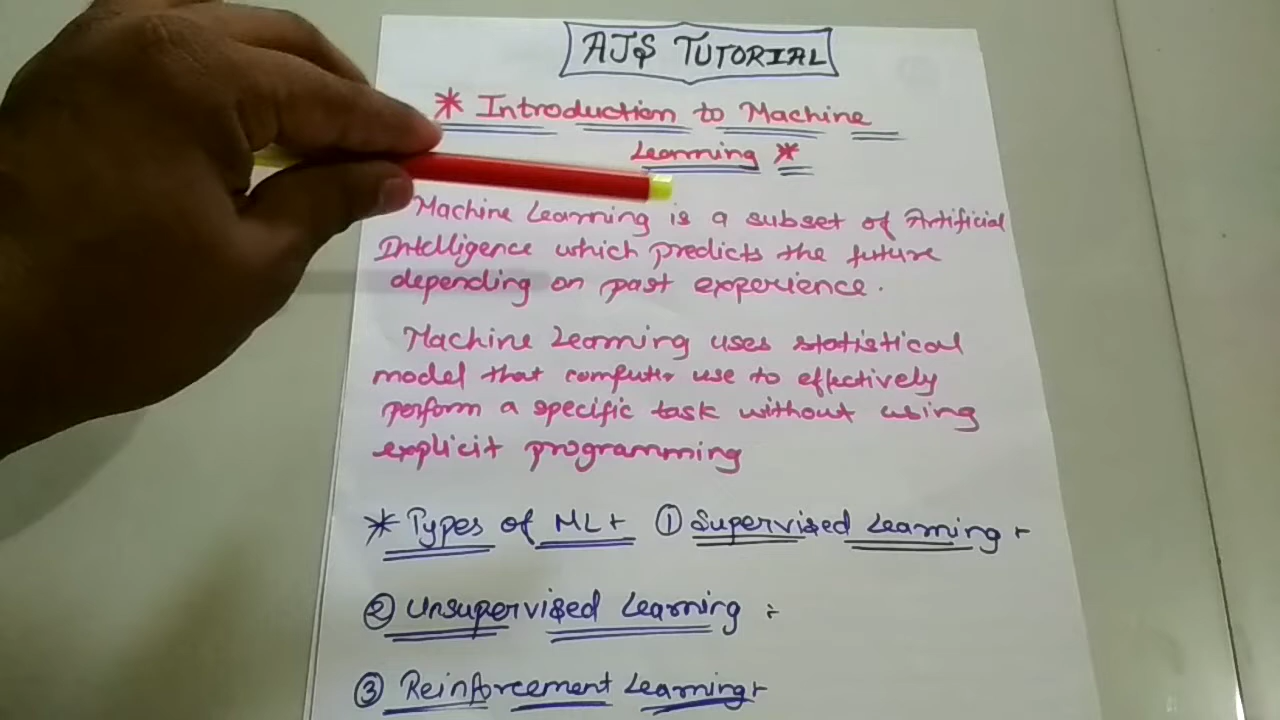 AJS TUTORIAL
* Introduction to Machine
Learning *
Machine Learning is a subset of Artificial
Intelligence which predicts the future
depending on past experience.
Machine Learning uses statistical
model that computer use to effectively
perform a specific task without using
explicit programming
* Types of ML:- ① Supervised Learning:-
② Unsupervised Learning :-
③ Reinforcement Learning:-